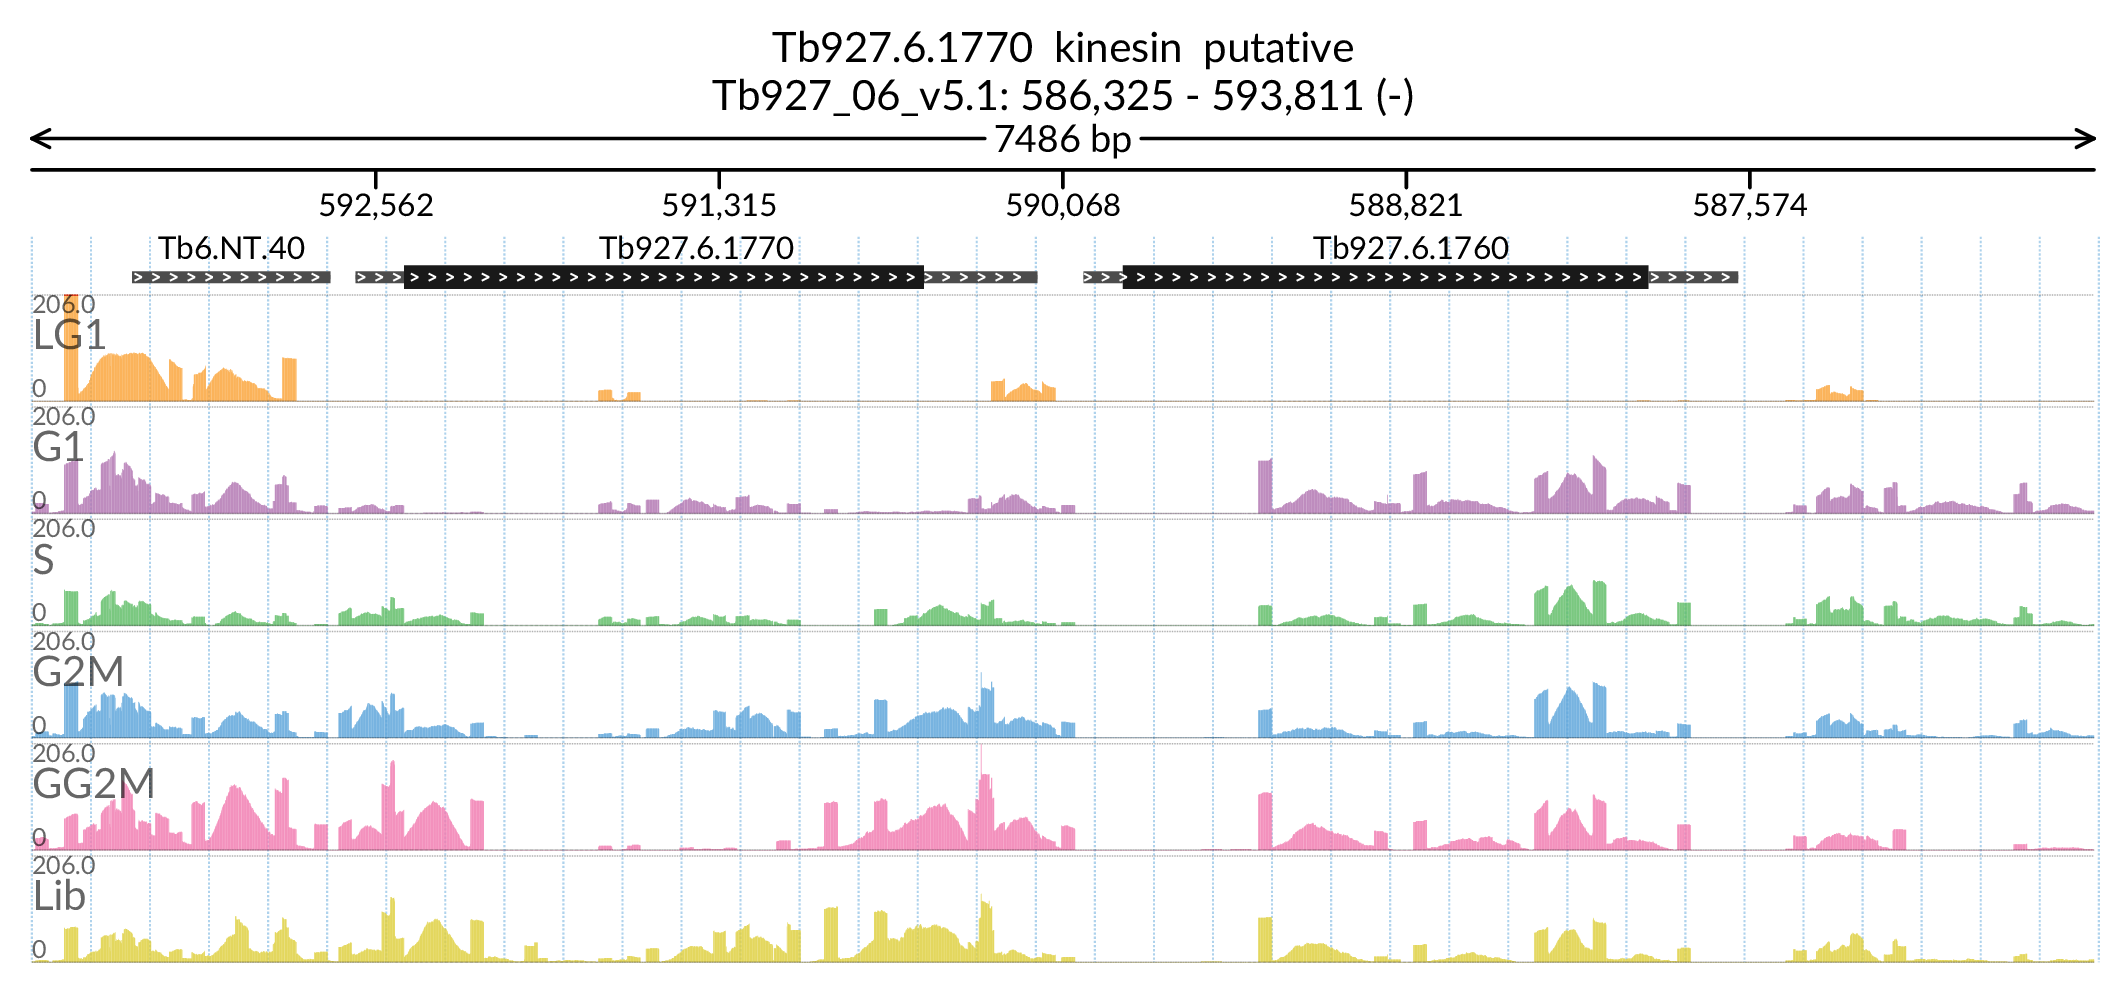 Tb927.6.1770 kinesin putative
Tb927_06_v5.1: 586,325 - 593,811 (-)
7486 bp
592,562 591,315 590,068 588,821 587,574
Tb6.NT.40 Tb927.6.1770 Tb927.6.1760
206.0
LG1
0
206.0
G1
0
206.0
S
0
206.0
G2M
0
206.0
GG2M
0
206.0
Lib
0